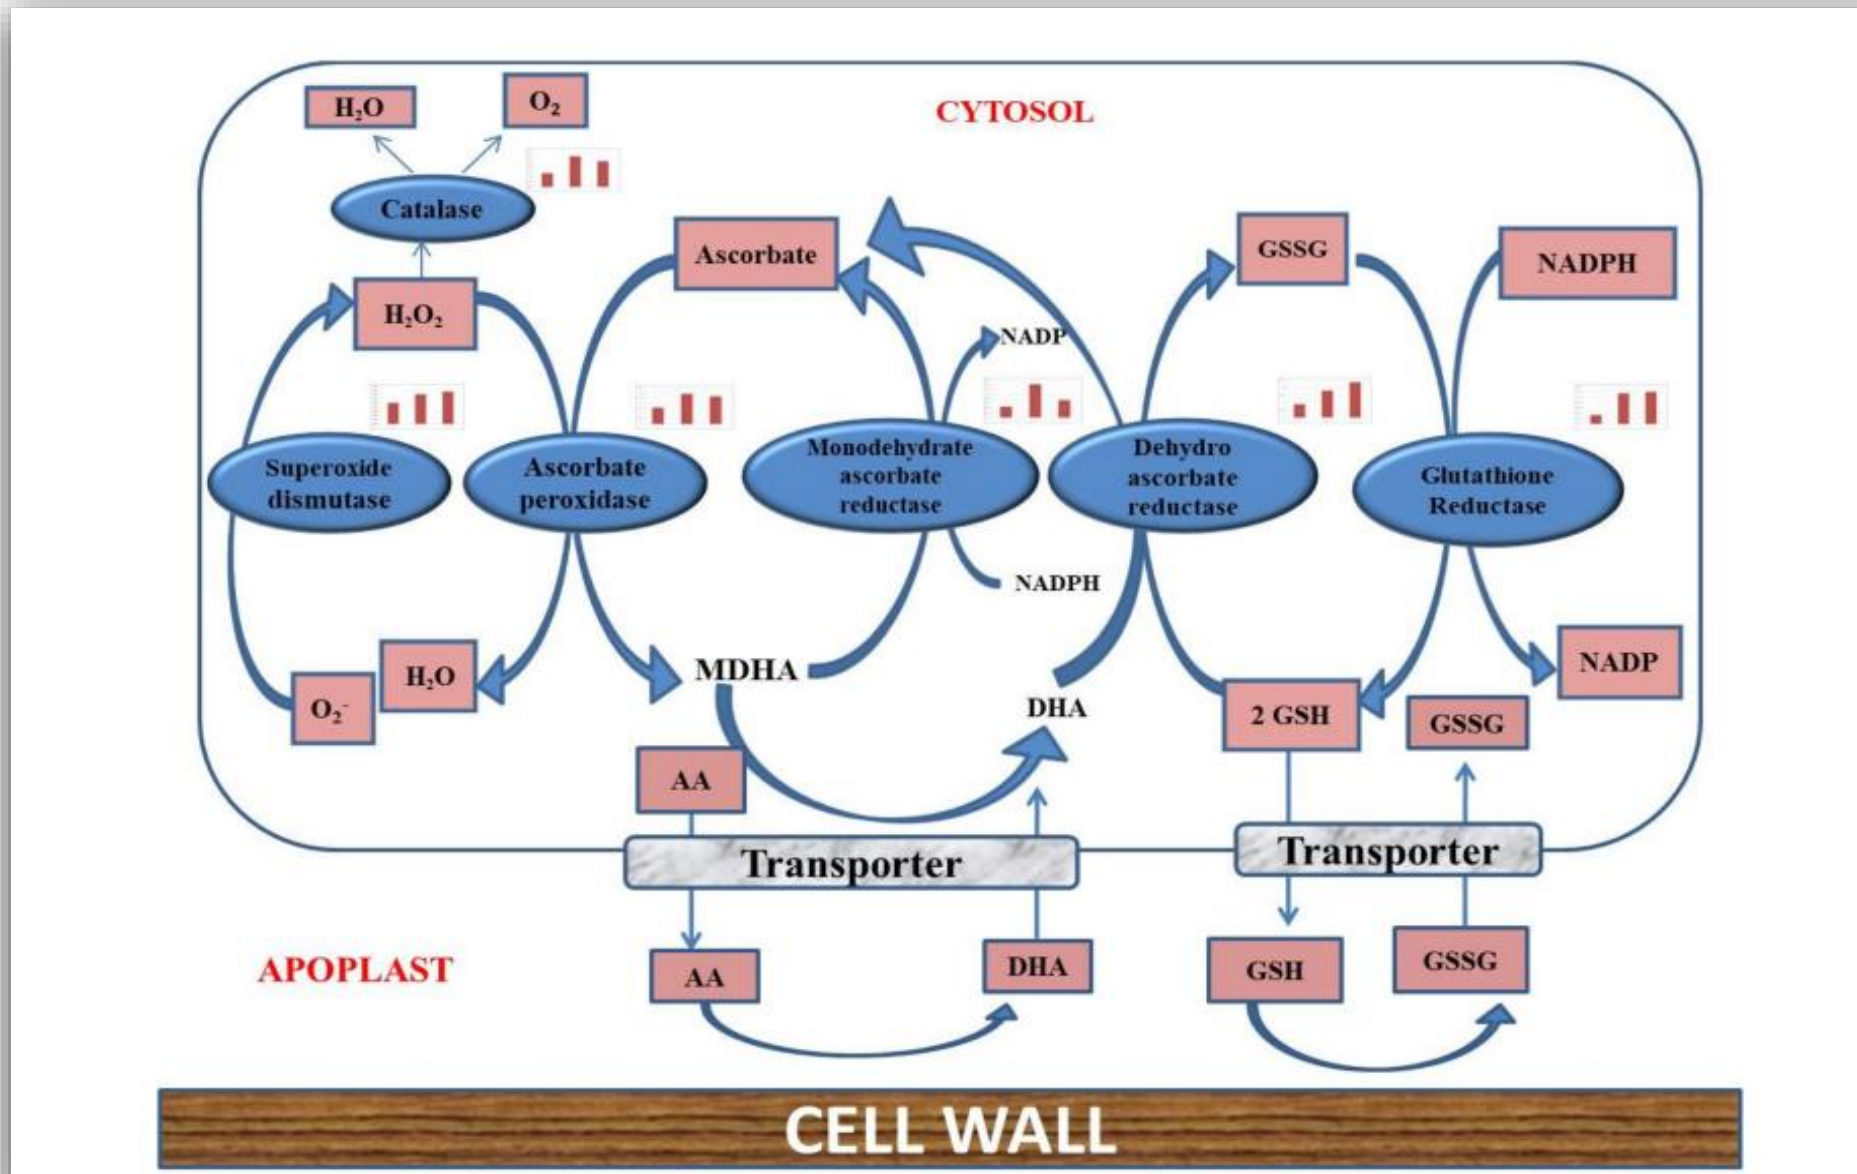 CYTOSOL
H₂O
O₂
Catalase
Ascorbate
GSSG
NADPH
H₂O₂
NADP
Superoxide
dismutase
Ascorbate
peroxidase
Monodehydrate
ascorbate
reductase
Dehydro
ascorbate
reductase
Glutathione
Reductase
NADPH
MDHA
H₂O
O₂⁻
DHA
2 GSH
GSSG
NADP
AA
Transporter
Transporter
APOPLAST
AA
DHA
GSH
GSSG
CELL WALL